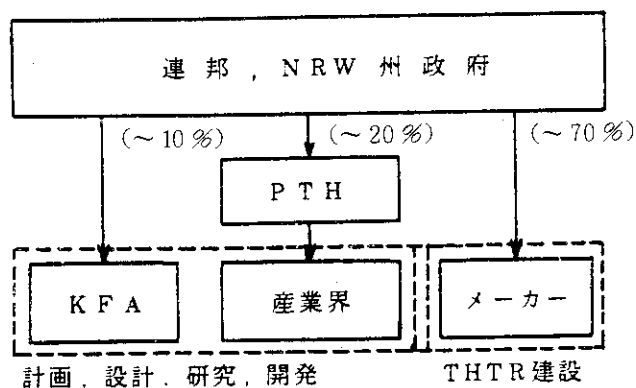 連邦，NRW州政府
(～10%) (～20%) (～70%)
PTH
KFA 産業界 メーカー
計画，設計．研究，開発 THTR建設